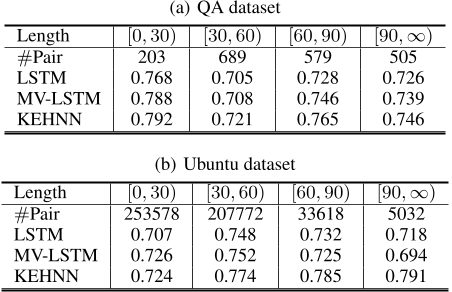 (a) QA dataset
Length [0, 30) [30, 60) [60, 90) [90, ∞)
#Pair 203 689 579 505
LSTM 0.768 0.705 0.728 0.726
MV-LSTM 0.788 0.708 0.746 0.739
KEHNN 0.792 0.721 0.765 0.746
(b) Ubuntu dataset
Length [0, 30) [30, 60) [60, 90) [90, ∞)
#Pair 253578 207772 33618 5032
LSTM 0.707 0.748 0.732 0.718
MV-LSTM 0.726 0.752 0.725 0.694
KEHNN 0.724 0.774 0.785 0.791